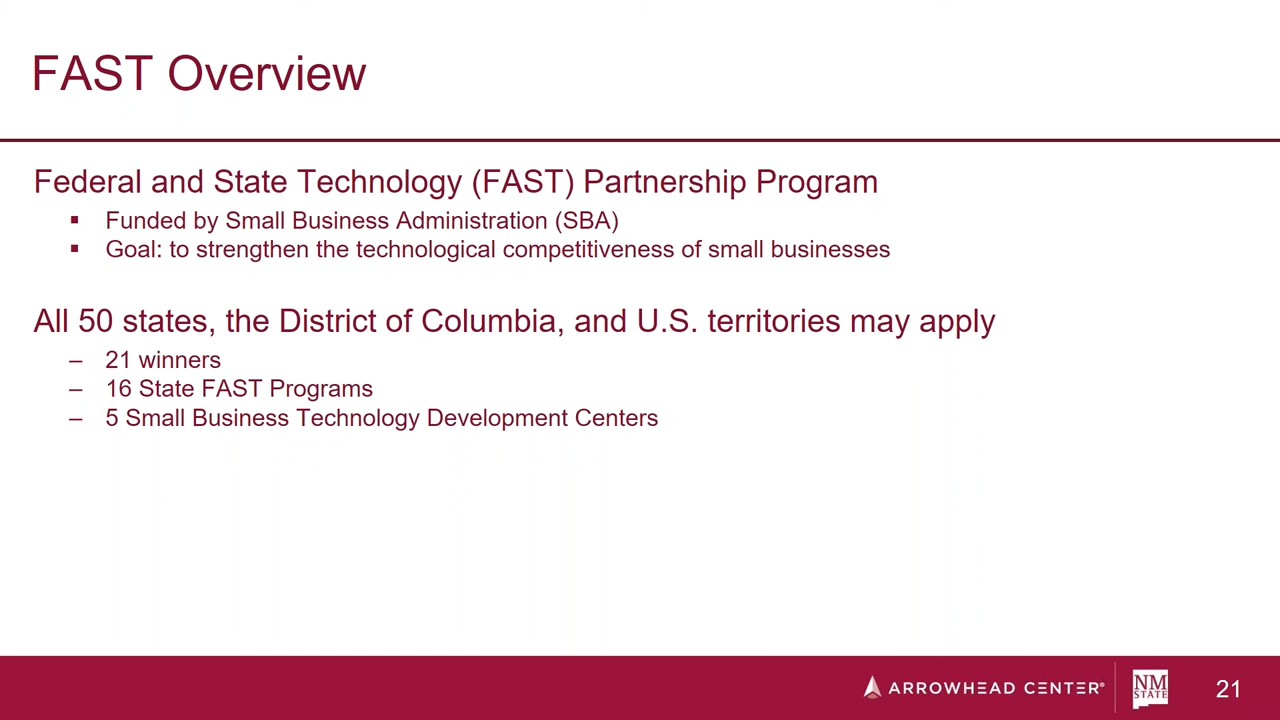 FAST Overview
Federal and State Technology (FAST) Partnership Program
▪ Funded by Small Business Administration (SBA)
▪ Goal: to strengthen the technological competitiveness of small businesses
All 50 states, the District of Columbia, and U.S. territories may apply
– 21 winners
– 16 State FAST Programs
– 5 Small Business Technology Development Centers
ARROWHEAD CENTER®
NM
STATE
21